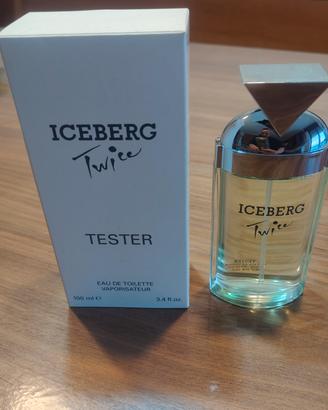 ICEBERG
Twice
TESTER
EAU DE TOILETTE
VAPORISATEUR
100 ml ℮
3.4 fl.oz.
ICEBERG
Twice